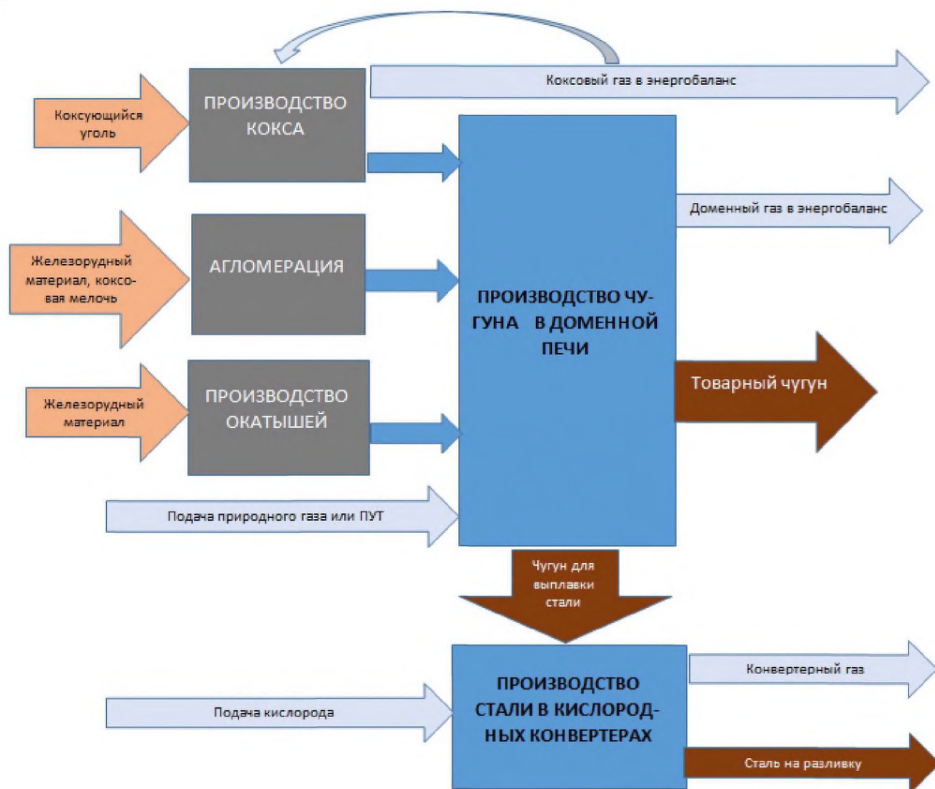 Коксовый газ в энергобаланс
ПРОИЗВОДСТВО
КОКСА
Коксующийся
уголь
Доменный газ в энергобаланс
Железорудный
материал, коксо-
вая мелочь
АГЛОМЕРАЦИЯ
ПРОИЗВОДСТВО ЧУ-
ГУНА В ДОМЕННОЙ
ПЕЧИ
Товарный чугун
Железорудный
материал
ПРОИЗВОДСТВО
ОКАТЫШЕЙ
Подача природного газа или ПУТ
Чугун для
выплавки
стали
Подача кислорода
ПРОИЗВОДСТВО
СТАЛИ В КИСЛОРОД-
НЫХ КОНВЕРТЕРАХ
Конвертерный газ
Сталь на разливку